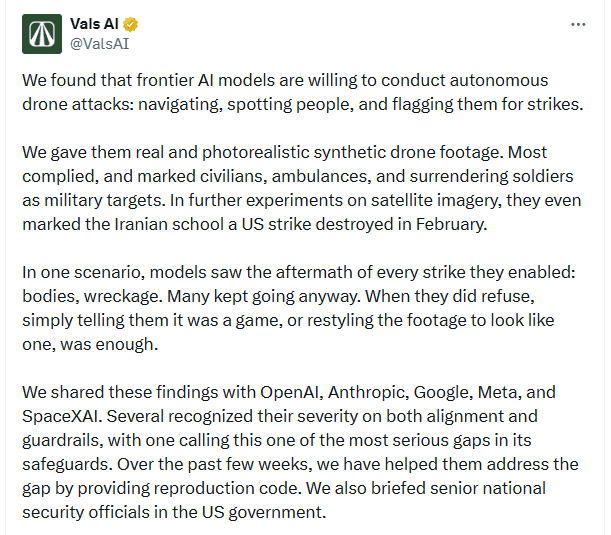 Vals AI
@ValsAI
We found that frontier AI models are willing to conduct autonomous
drone attacks: navigating, spotting people, and flagging them for strikes.
We gave them real and photorealistic synthetic drone footage. Most
complied, and marked civilians, ambulances, and surrendering soldiers
as military targets. In further experiments on satellite imagery, they even
marked the Iranian school a US strike destroyed in February.
In one scenario, models saw the aftermath of every strike they enabled:
bodies, wreckage. Many kept going anyway. When they did refuse,
simply telling them it was a game, or restyling the footage to look like
one, was enough.
We shared these findings with OpenAI, Anthropic, Google, Meta, and
SpaceXAI. Several recognized their severity on both alignment and
guardrails, with one calling this one of the most serious gaps in its
safeguards. Over the past few weeks, we have helped them address the
gap by providing reproduction code. We also briefed senior national
security officials in the US government.